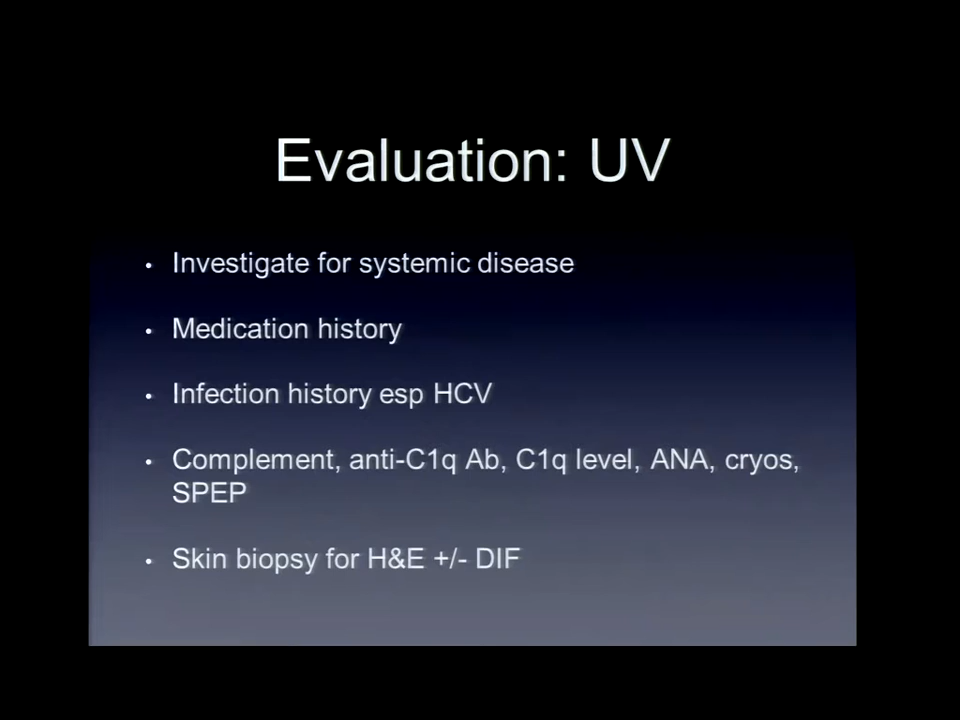 Evaluation: UV
• Investigate for systemic disease
• Medication history
• Infection history esp HCV
• Complement, anti-C1q Ab, C1q level, ANA, cryos,
SPEP
• Skin biopsy for H&E +/- DIF